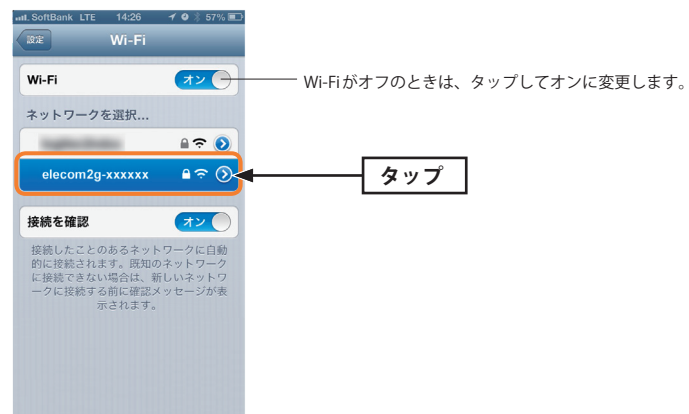 SoftBank LTE 14:26 57%
設定 Wi-Fi
Wi-Fi オン
Wi-Fiがオフのときは、タップしてオンに変更します。
ネットワークを選択...
elecom2g-xxxxxx
タップ
接続を確認 オン
接続したことのあるネットワークに自動
的に接続されます。既知のネットワーク
に接続できない場合は、新しいネットワ
ークに接続する前に確認メッセージが表
示されます。